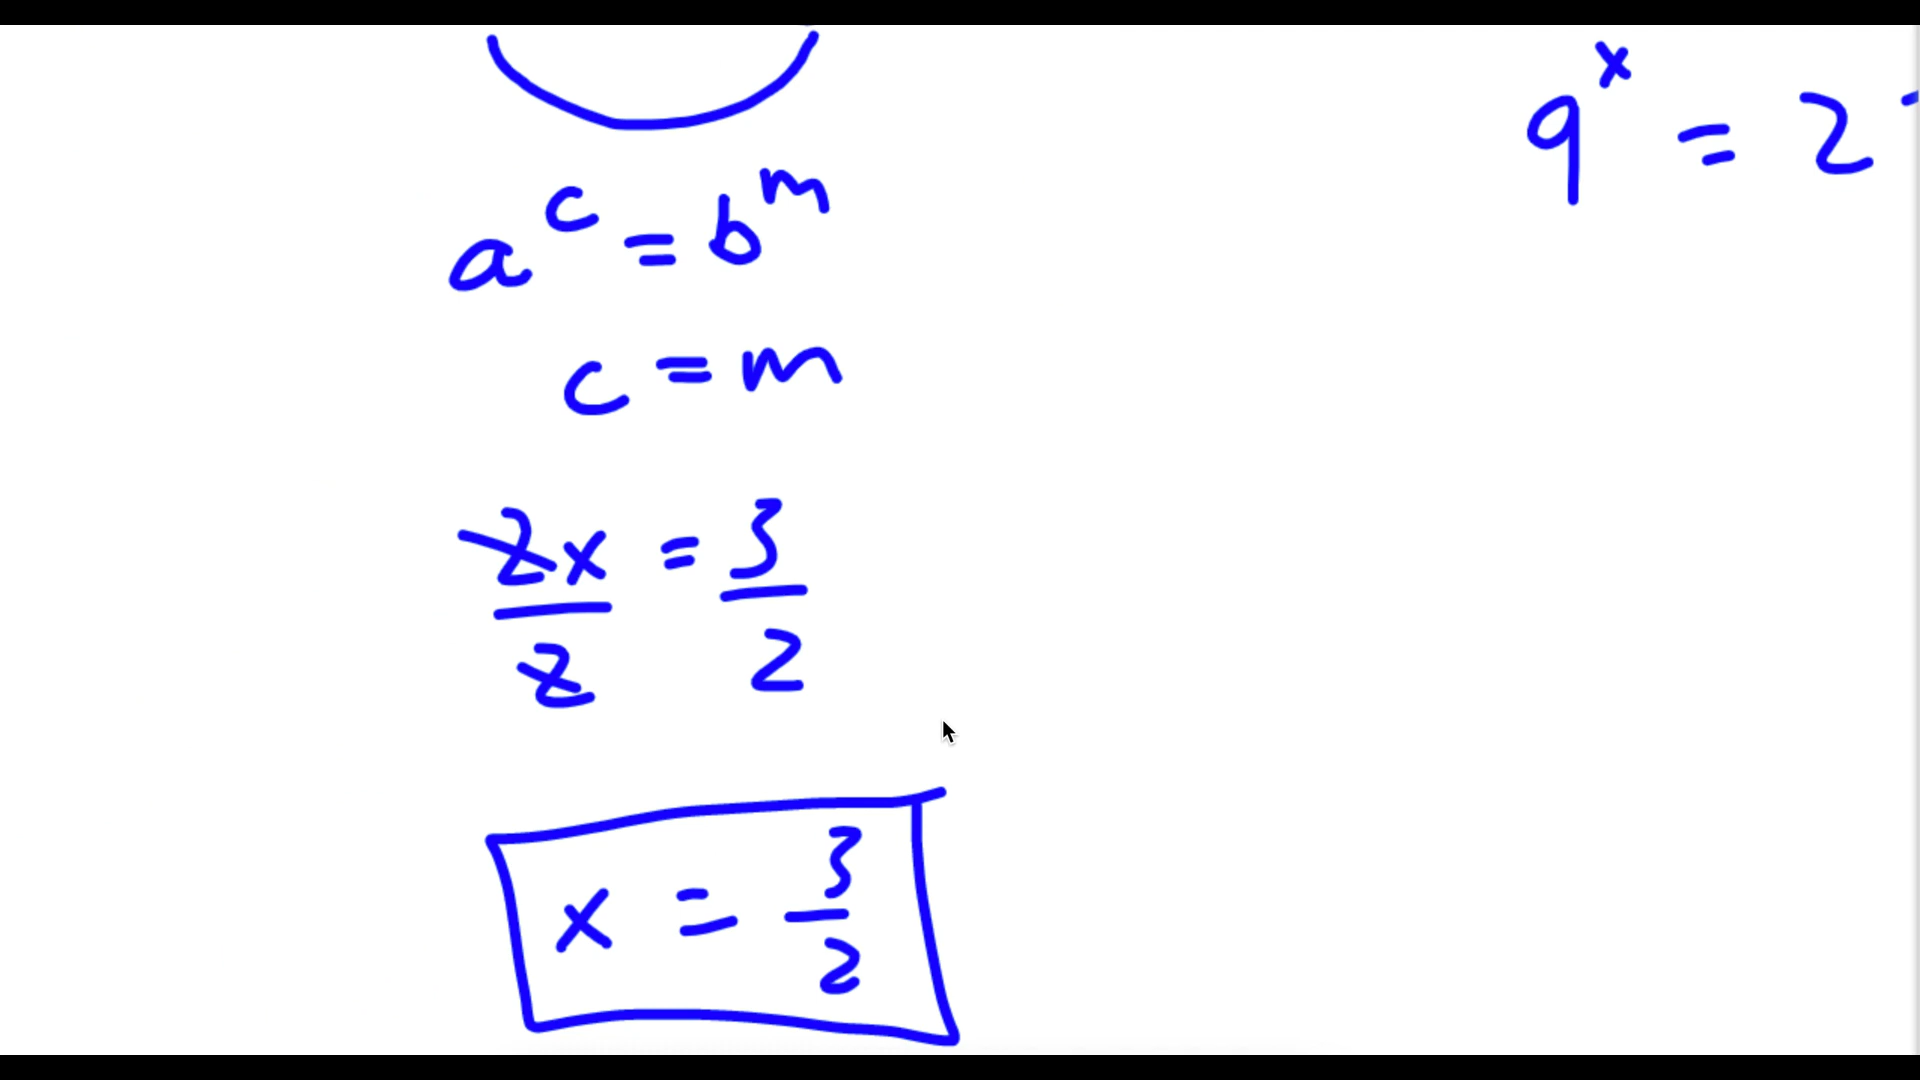 a^c = b^m
c = m
2x/2 = 3/2
x = 3/2
9^x = 2